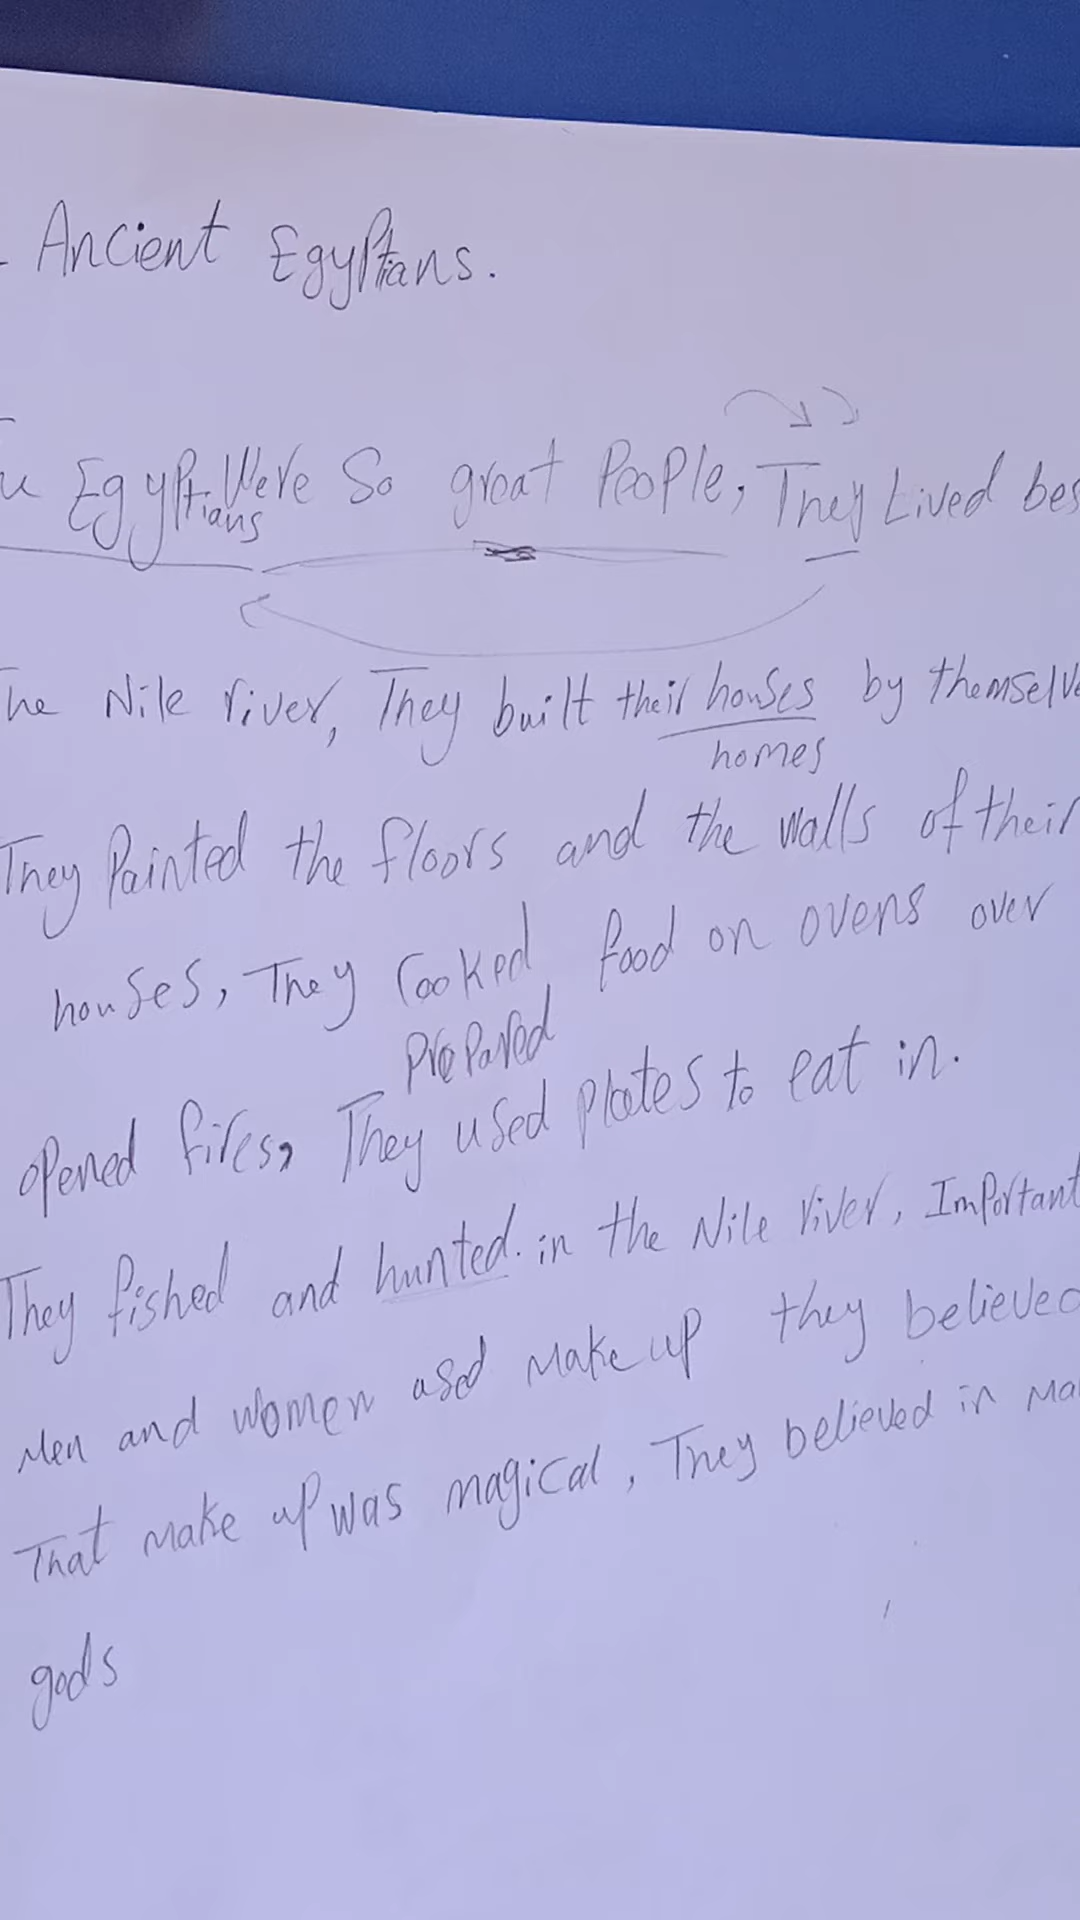 Ancient Egyptians.
Egyptians Were So great People, They Lived
The Nile river, They built their houses by
homes
They Painted the floors and the walls of their
houses, They Cooked food on ovens over
Prepared
opened fires, They used plates to eat in.
They fished and hunted. in the Nile river, Important
Men and women used make up they believed
That make up was magical, They believed in
gods